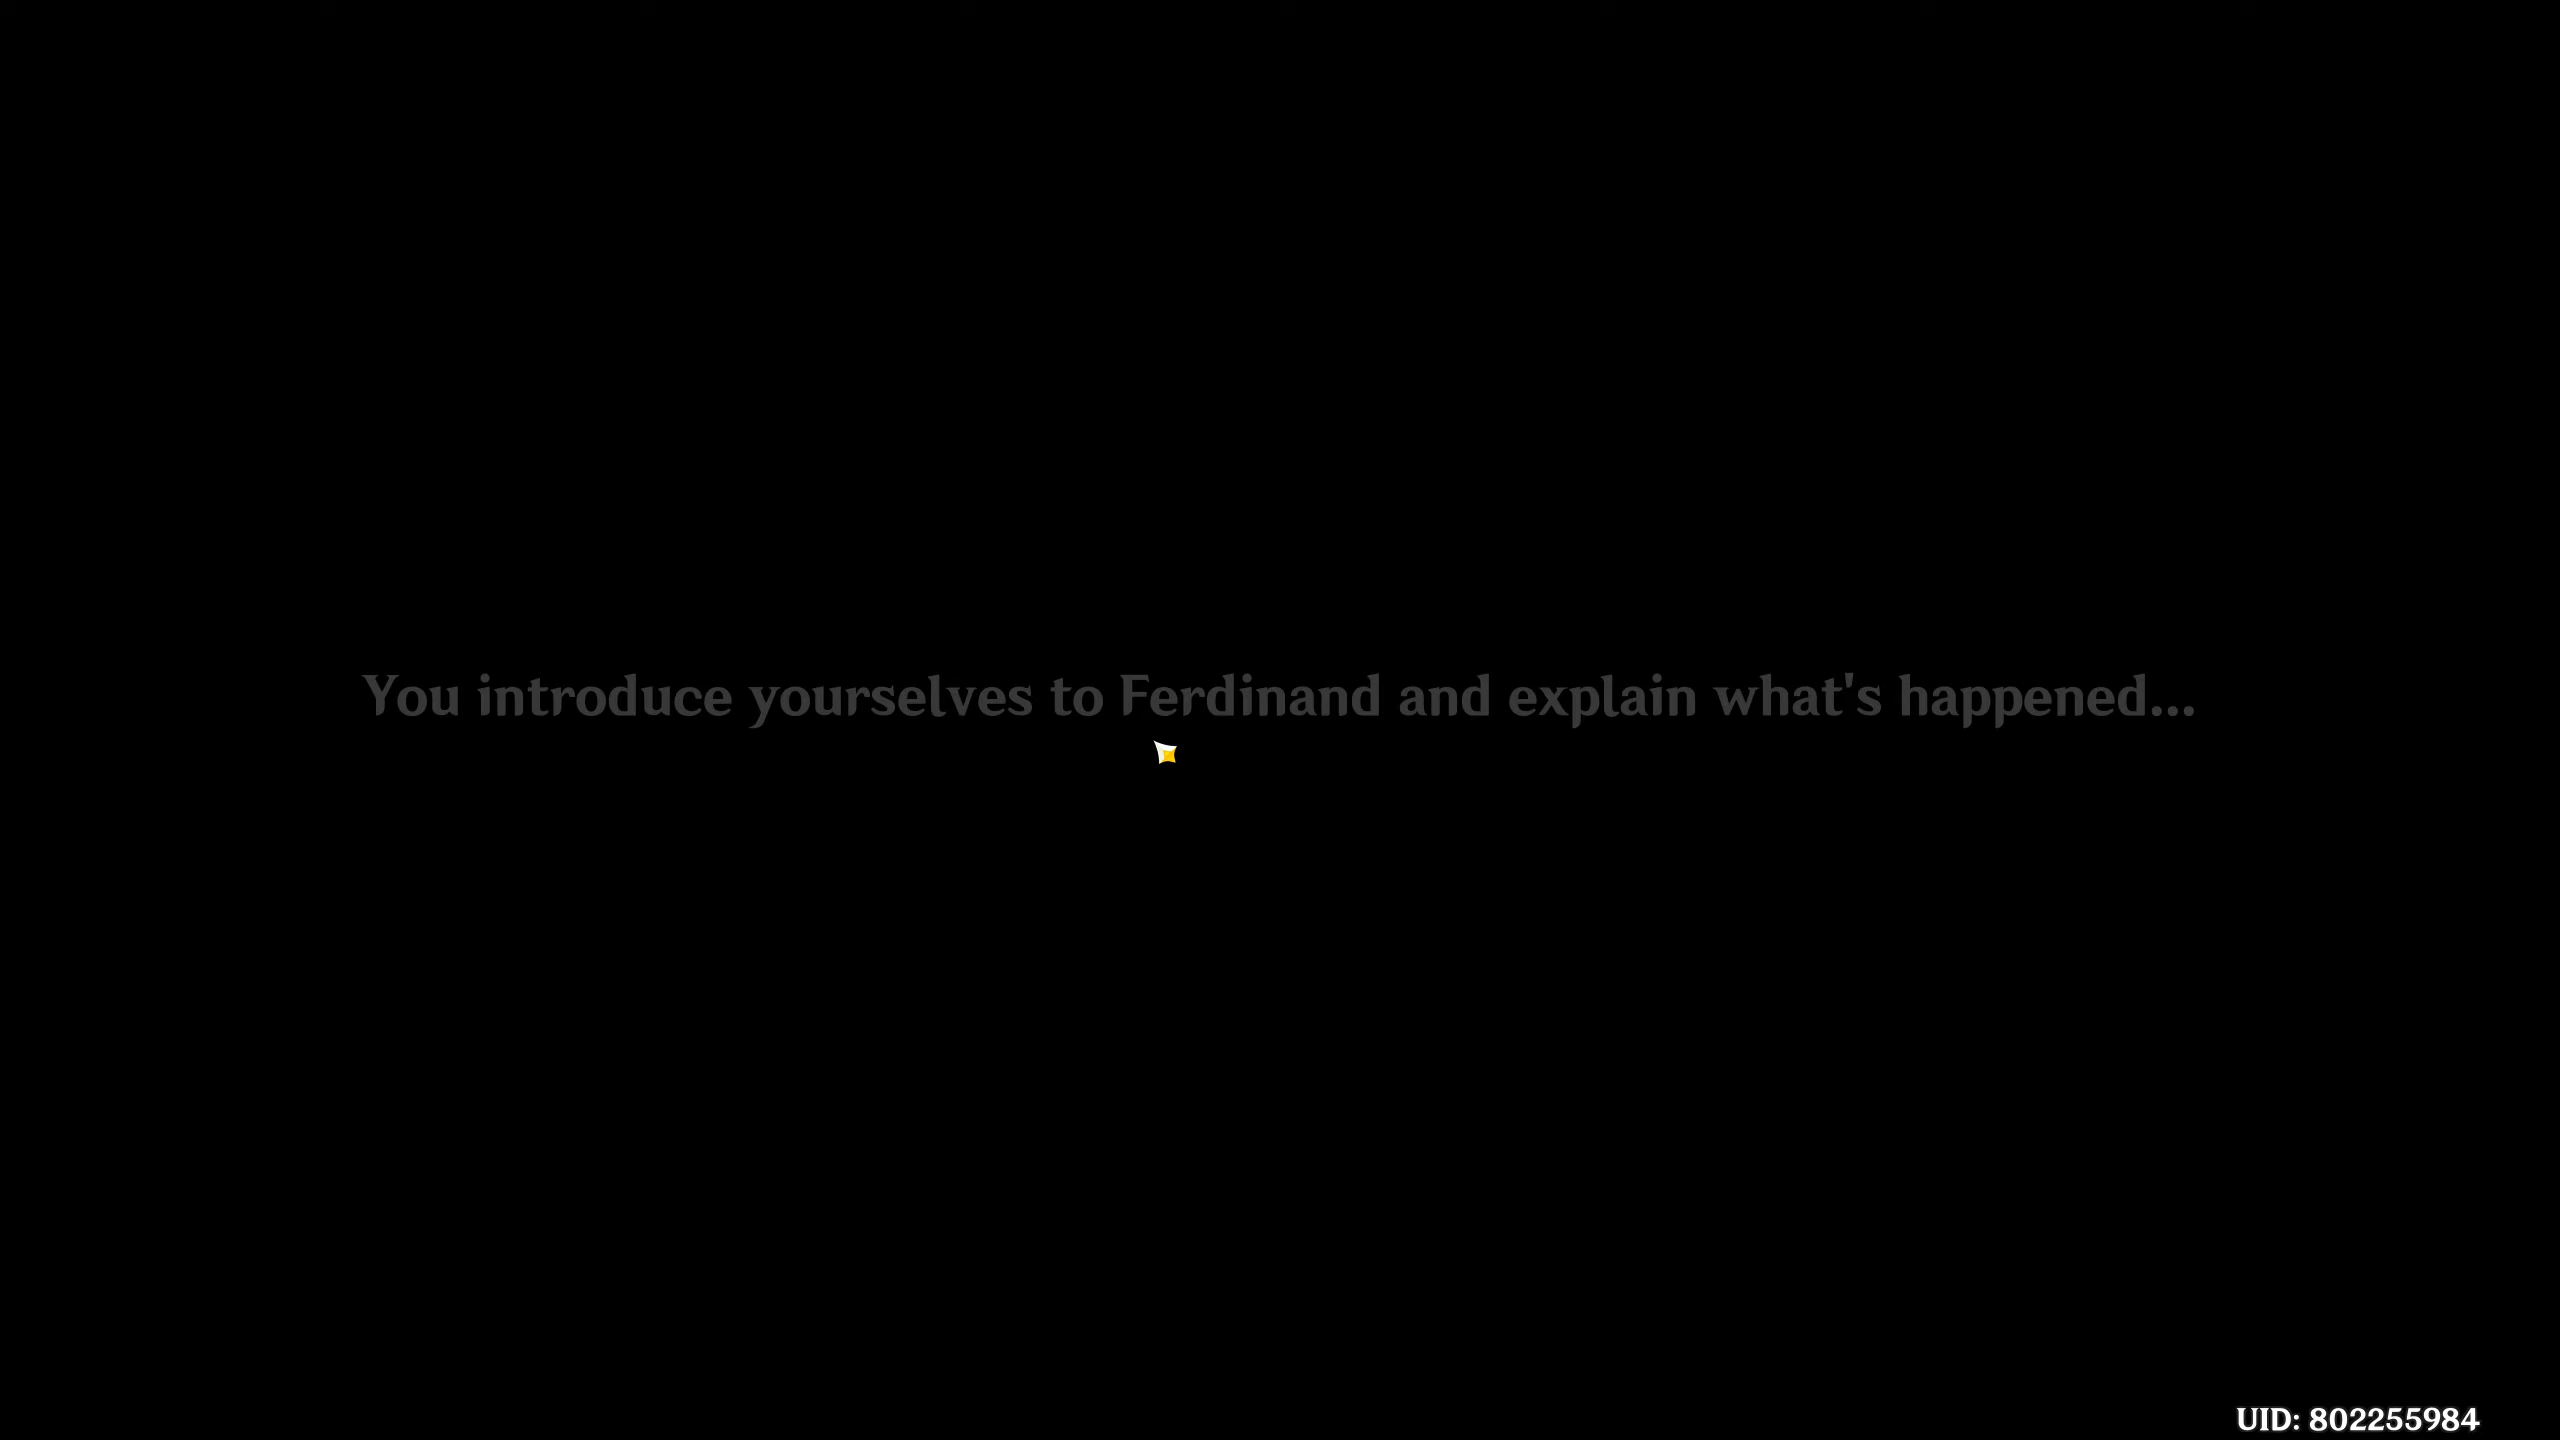 You introduce yourselves to Ferdinand and explain what's happened...
UID: 802255984